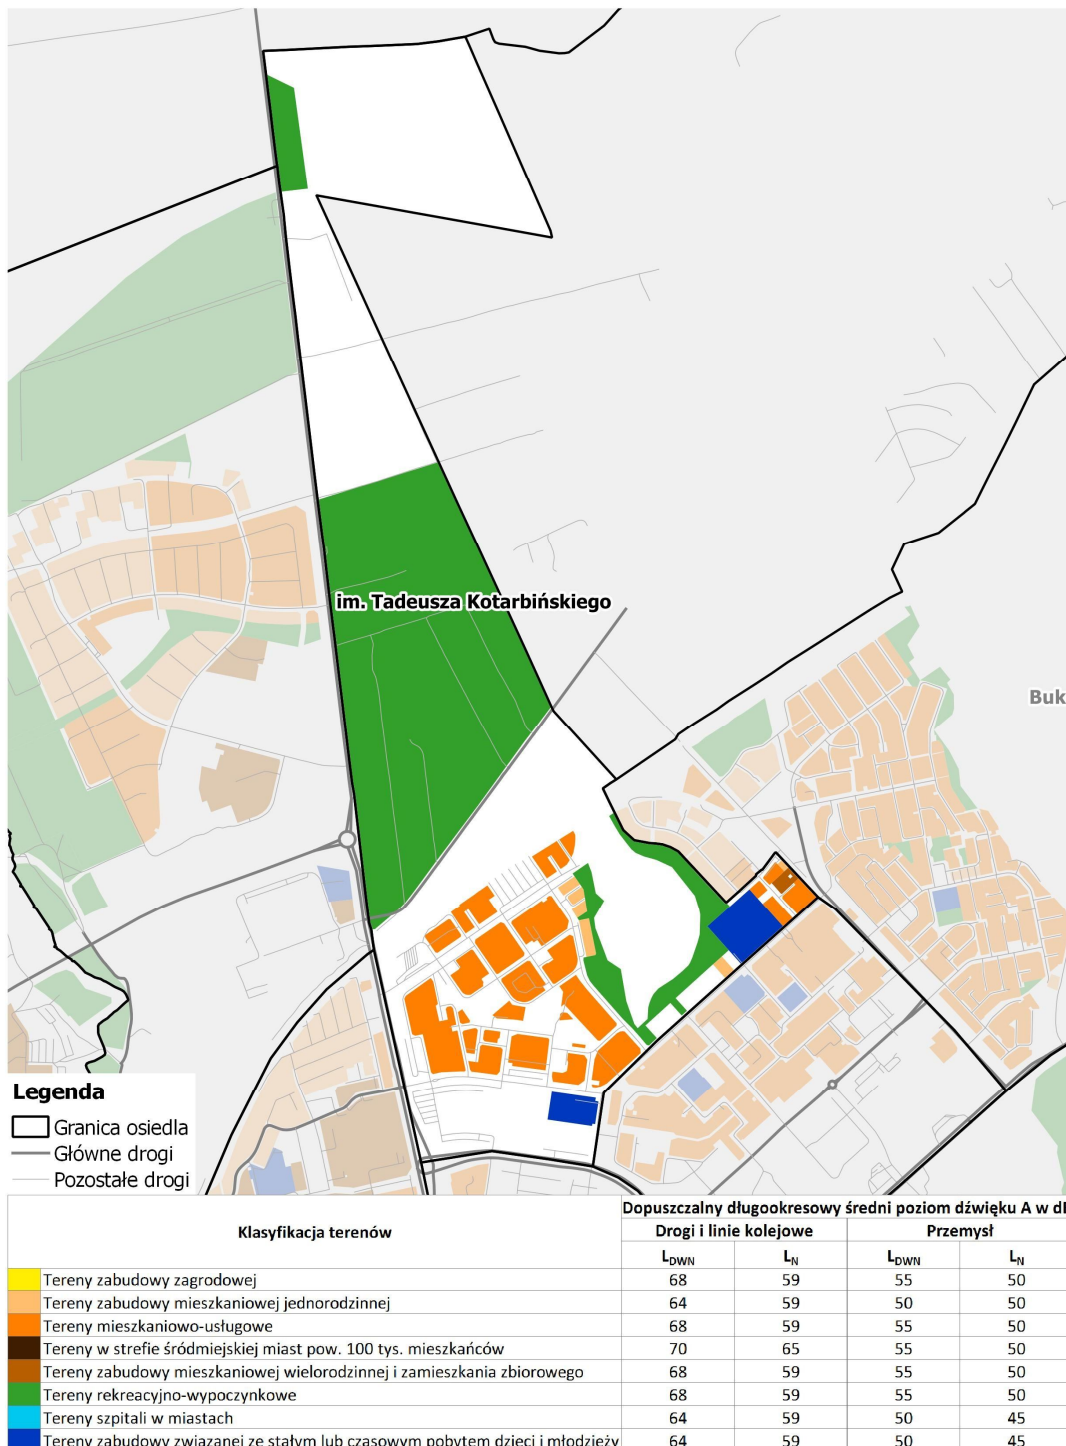 im. Tadeusza Kotarbińskiego
Buk
Legenda
Granica osiedla
Główne drogi
Pozostałe drogi
Klasyfikacja terenów
Dopuszczalny długookresowy średni poziom dźwięku A w dB
Drogi i linie kolejowe Przemysł
LDWN LN LDWN LN
Tereny zabudowy zagrodowej 68 59 55 50
Tereny zabudowy mieszkaniowej jednorodzinnej 64 59 50 50
Tereny mieszkaniowo-usługowe 68 59 55 50
Tereny w strefie śródmiejskiej miast pow. 100 tys. mieszkańców 70 65 55 50
Tereny zabudowy mieszkaniowej wielorodzinnej i zamieszkania zbiorowego 68 59 55 50
Tereny rekreacyjno-wypoczynkowe 68 59 55 50
Tereny szpitali w miastach 64 59 50 45
Tereny zabudowy związanej ze stałym lub czasowym pobytem dzieci i młodzieży 64 59 50 45